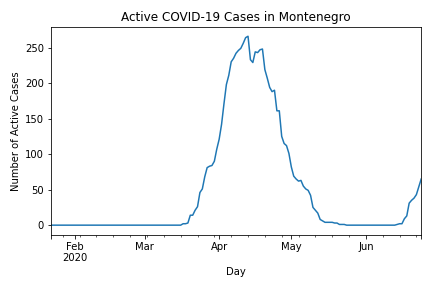 Active COVID-19 Cases in Montenegro
Number of Active Cases
250
200
150
100
50
0
Feb Mar Apr May Jun
2020
Day